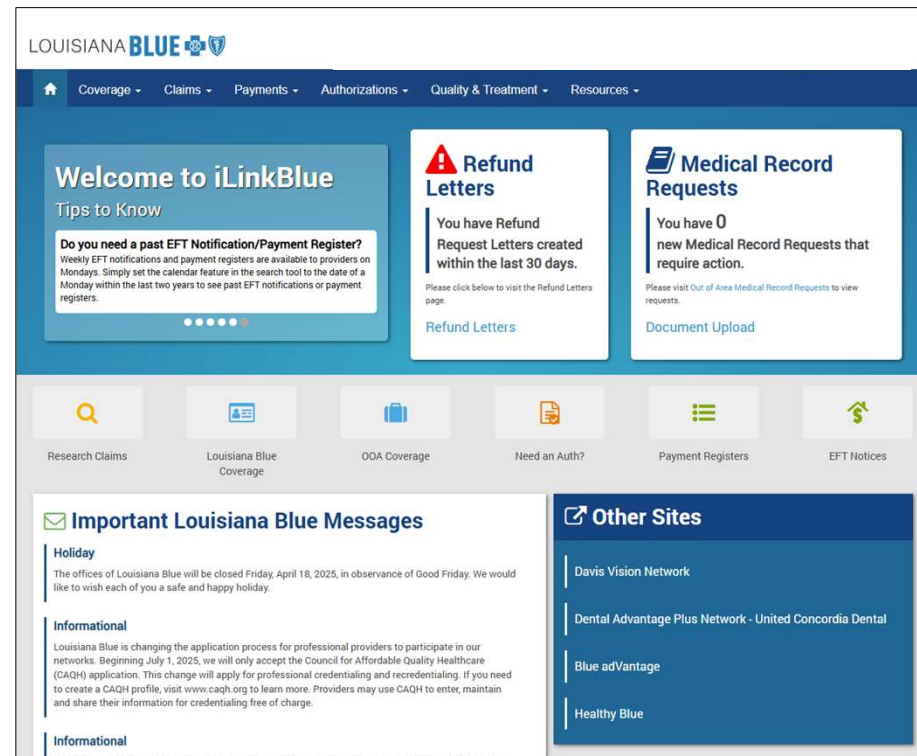 LOUISIANA BLUE
Coverage
Claims
Payments
Authorizations
Quality & Treatment
Resources
Welcome to iLinkBlue
Tips to Know
Do you need a past EFT Notification/Payment Register?
Weekly EFT notifications and payment registers are available to providers on
Mondays. Simply set the calendar feature in the search tool to the date of a
Monday within the last two years to see past EFT notifications or payment
registers.
Refund
Letters
You have Refund
Request Letters created
within the last 30 days.
Please click below to visit the Refund Letters
page.
Refund Letters
Medical Record
Requests
You have 0
new Medical Record Requests that
require action.
Please visit Out of Area Medical Record Requests to view
requests.
Document Upload
Research Claims
Louisiana Blue
Coverage
OOA Coverage
Need an Auth?
Payment Registers
EFT Notices
Important Louisiana Blue Messages
Holiday
The offices of Louisiana Blue will be closed Friday, April 18, 2025, in observance of Good Friday. We would
like to wish each of you a safe and happy holiday.
Informational
Louisiana Blue is changing the application process for professional providers to participate in our
networks. Beginning July 1, 2025, we will only accept the Council for Affordable Quality Healthcare
(CAQH) application. This change will apply for professional credentialing and recredentialing. If you need
to create a CAQH profile, visit www.caqh.org to learn more. Providers may use CAQH to enter, maintain
and share their information for credentialing free of charge.
Informational
Other Sites
Davis Vision Network
Dental Advantage Plus Network - United Concordia Dental
Blue adVantage
Healthy Blue